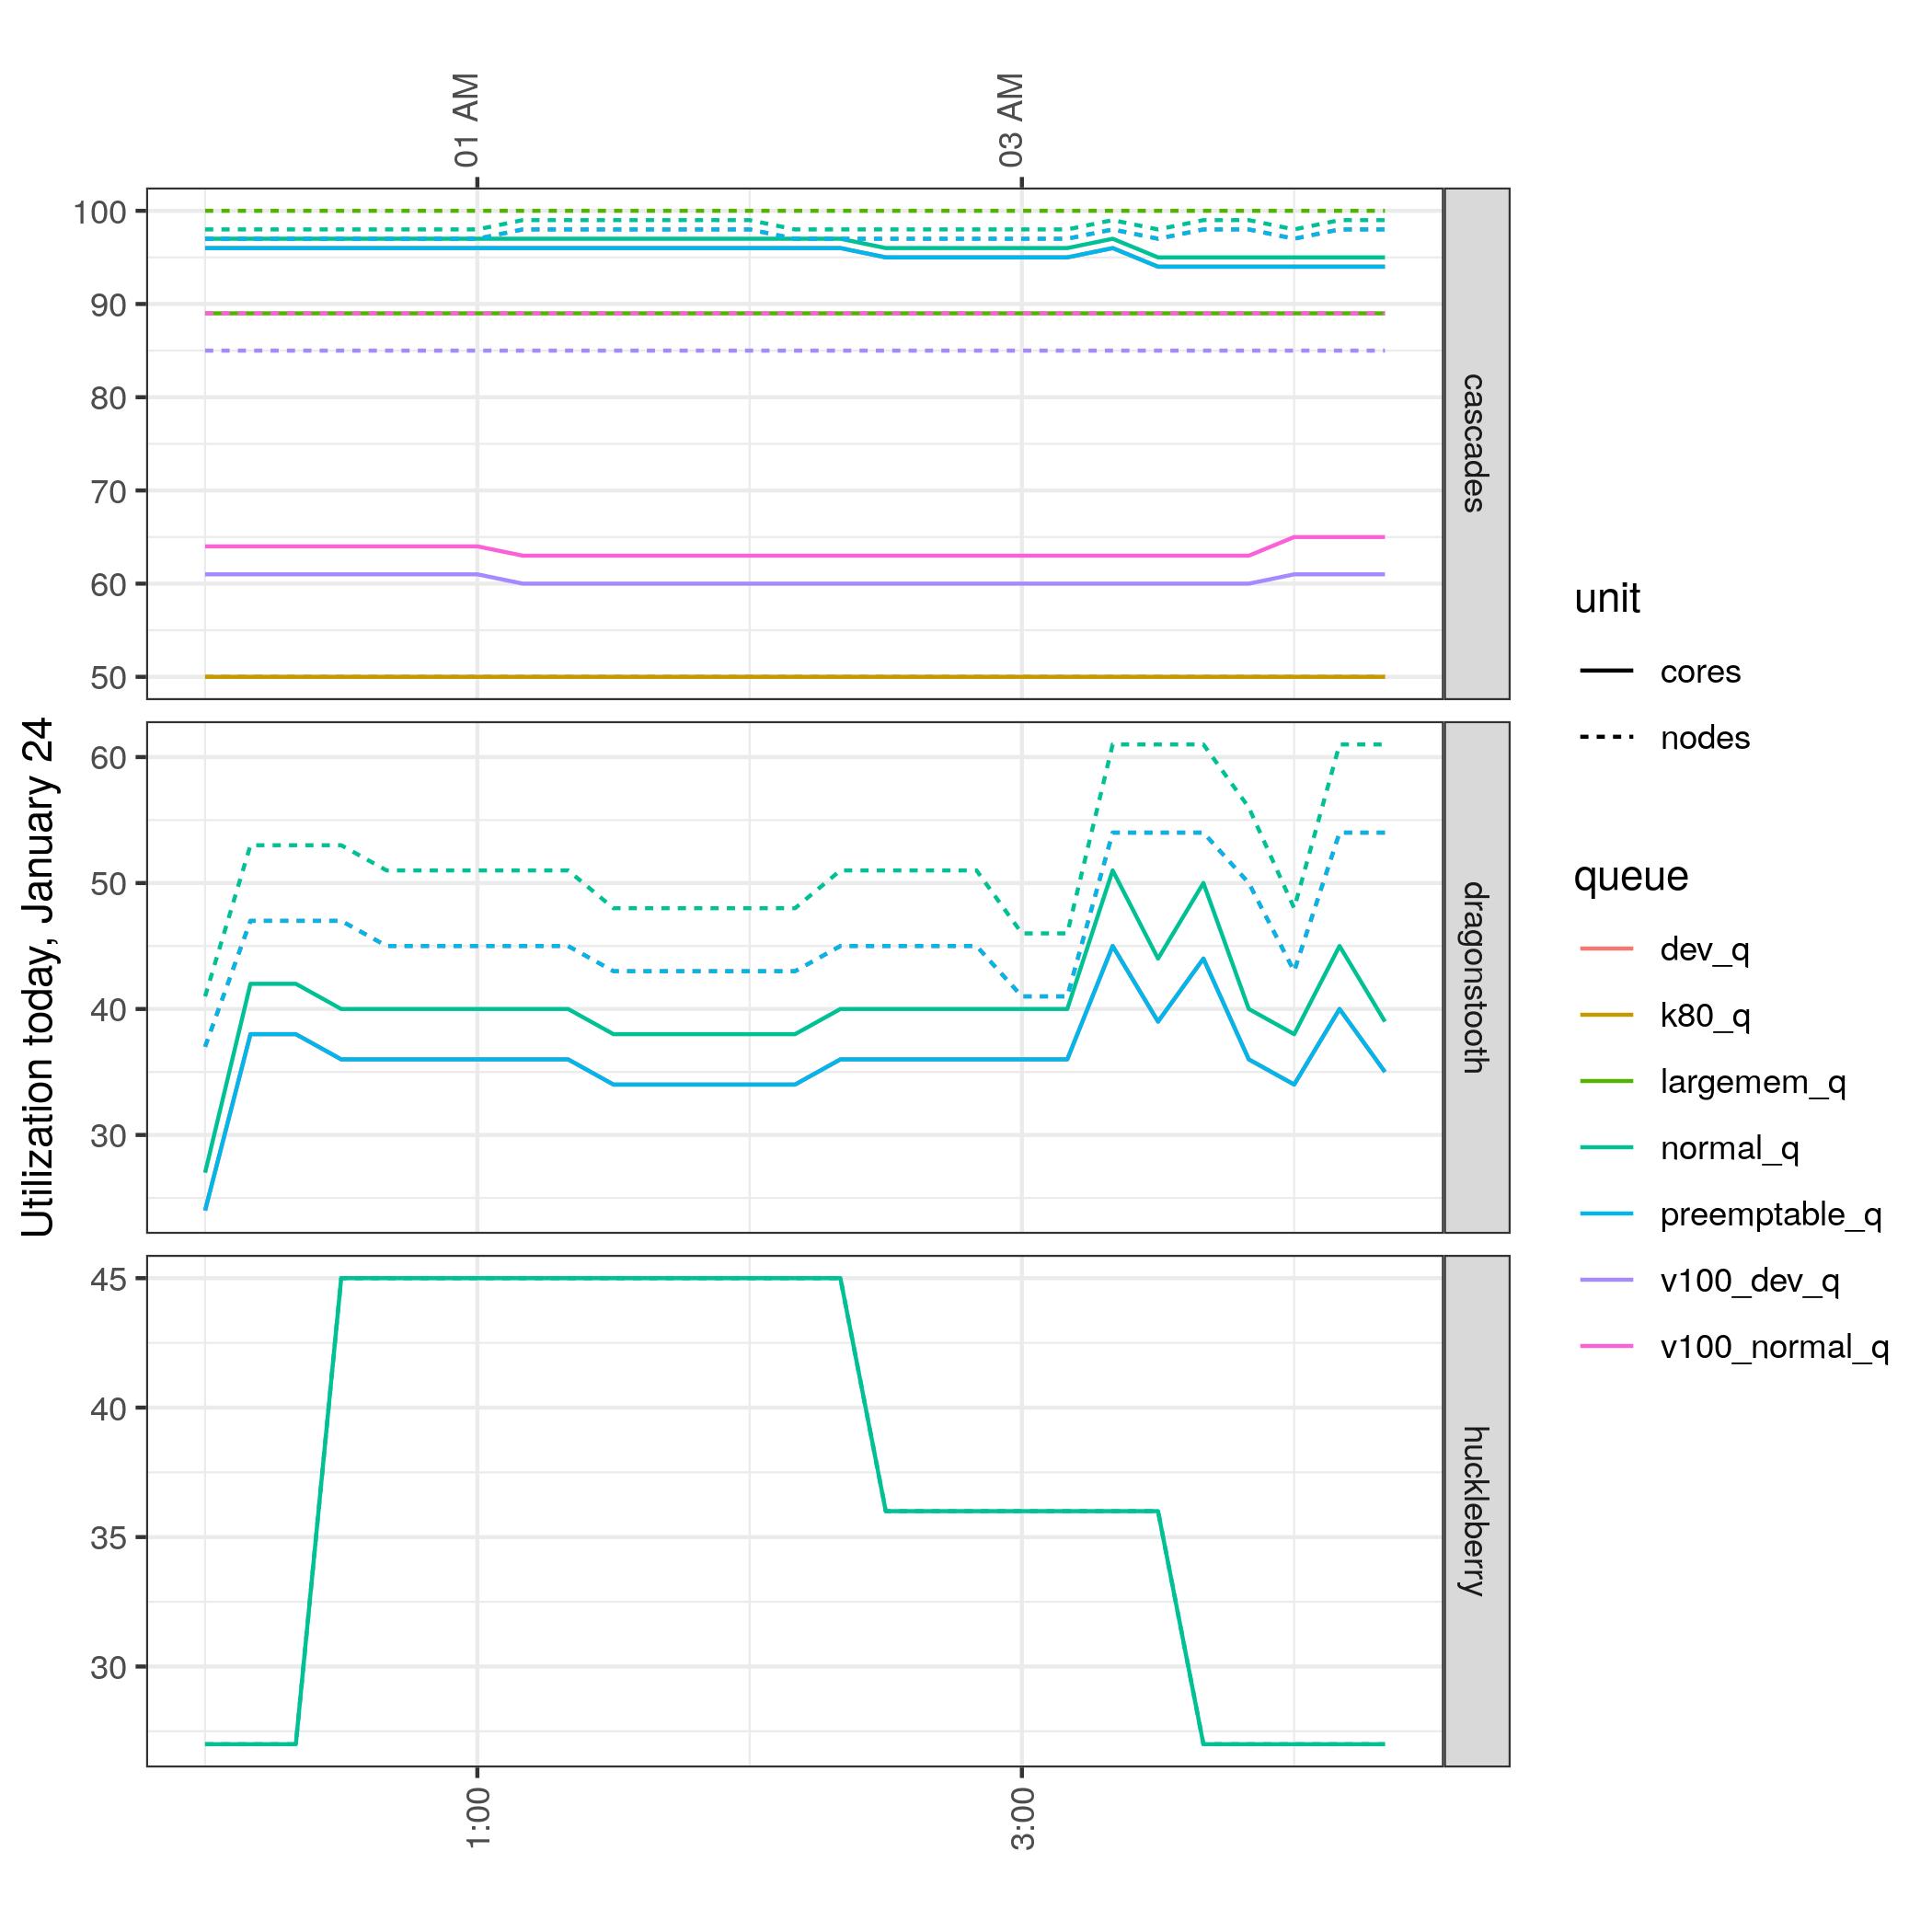 01 AM
03 AM
100
90
80
70
60
50
cascades
60
50
40
30
dragonstooth
45
40
35
30
huckleberry
1:00
3:00
Utilization today, January 24
unit
cores
nodes
queue
dev_q
k80_q
largemem_q
normal_q
preemptable_q
v100_dev_q
v100_normal_q